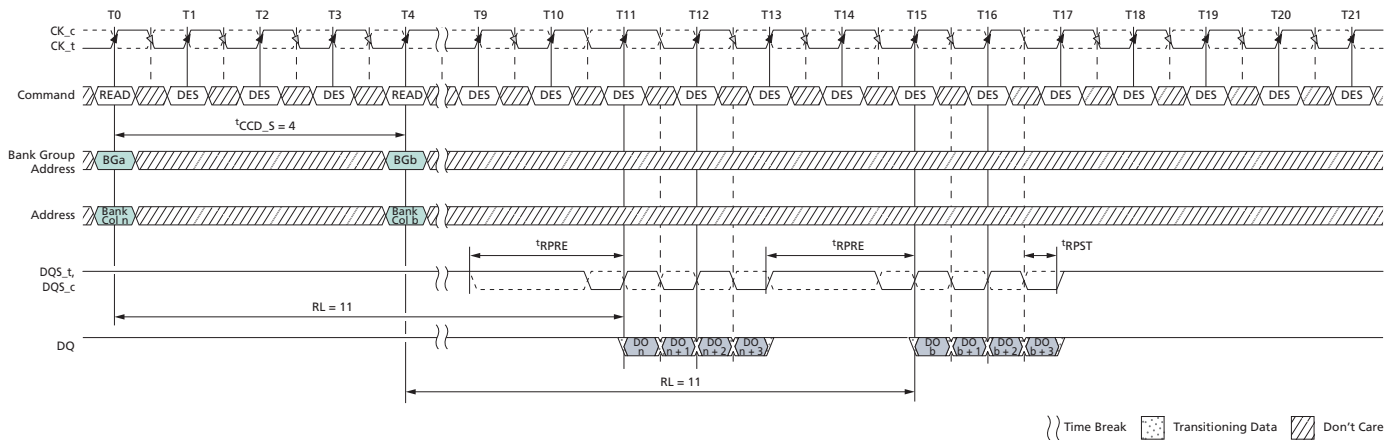 T0 T1 T2 T3 T4 T9 T10 T11 T12 T13 T14 T15 T16 T17 T18 T19 T20 T21
CK_c
CK_t
Command READ DES DES DES READ DES DES DES DES DES DES DES DES DES DES DES DES DES
tCCD_S = 4
Bank Group
Address
BGa BGb
Address
Bank
Col n
Bank
Col b
tRPRE tRPRE tRPST
DQS_t,
DQS_c
RL = 11
DQ
DO
n
DO
n + 1
DO
n + 2
DO
n + 3
DO
b
DO
b + 1
DO
b + 2
DO
b + 3
RL = 11
Time Break Transitioning Data Don't Care